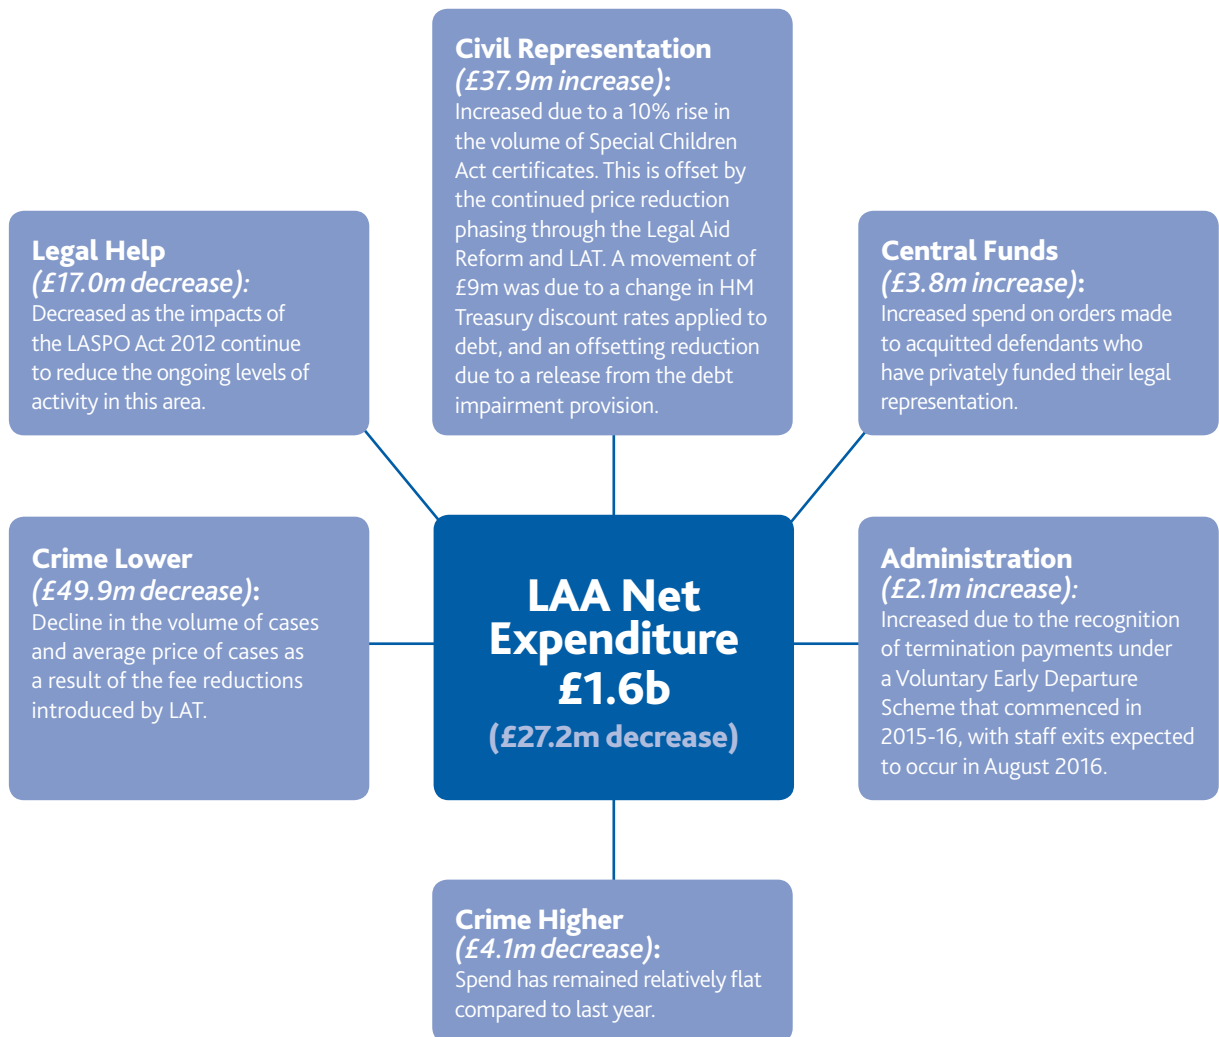 Civil Representation
(£37.9m increase):
Increased due to a 10% rise in
the volume of Special Children
Act certificates. This is offset by
the continued price reduction
phasing through the Legal Aid
Reform and LAT. A movement of
£9m was due to a change in HM
Treasury discount rates applied to
debt, and an offsetting reduction
due to a release from the debt
impairment provision.
Legal Help
(£17.0m decrease):
Decreased as the impacts of
the LASPO Act 2012 continue
to reduce the ongoing levels of
activity in this area.
Central Funds
(£3.8m increase):
Increased spend on orders made
to acquitted defendants who
have privately funded their legal
representation.
Crime Lower
(£49.9m decrease):
Decline in the volume of cases
and average price of cases as
a result of the fee reductions
introduced by LAT.
LAA Net
Expenditure
£1.6b
(£27.2m decrease)
Administration
(£2.1m increase):
Increased due to the recognition
of termination payments under
a Voluntary Early Departure
Scheme that commenced in
2015-16, with staff exits expected
to occur in August 2016.
Crime Higher
(£4.1m decrease):
Spend has remained relatively flat
compared to last year.